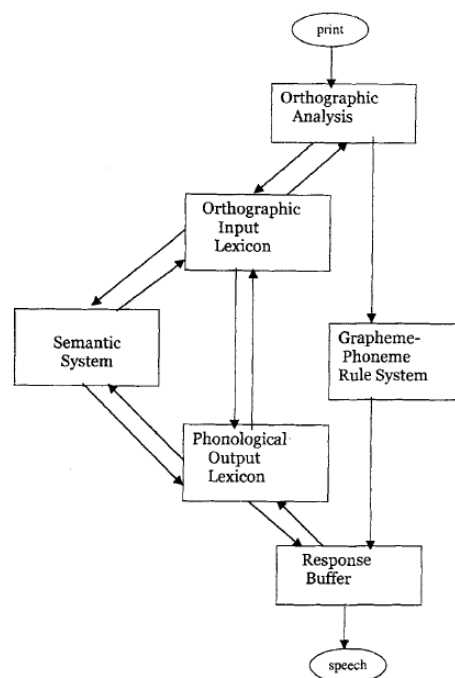 print
Orthographic
Analysis
Orthographic
Input
Lexicon
Semantic
System
Grapheme-
Phoneme
Rule System
Phonological
Output
Lexicon
Response
Buffer
speech